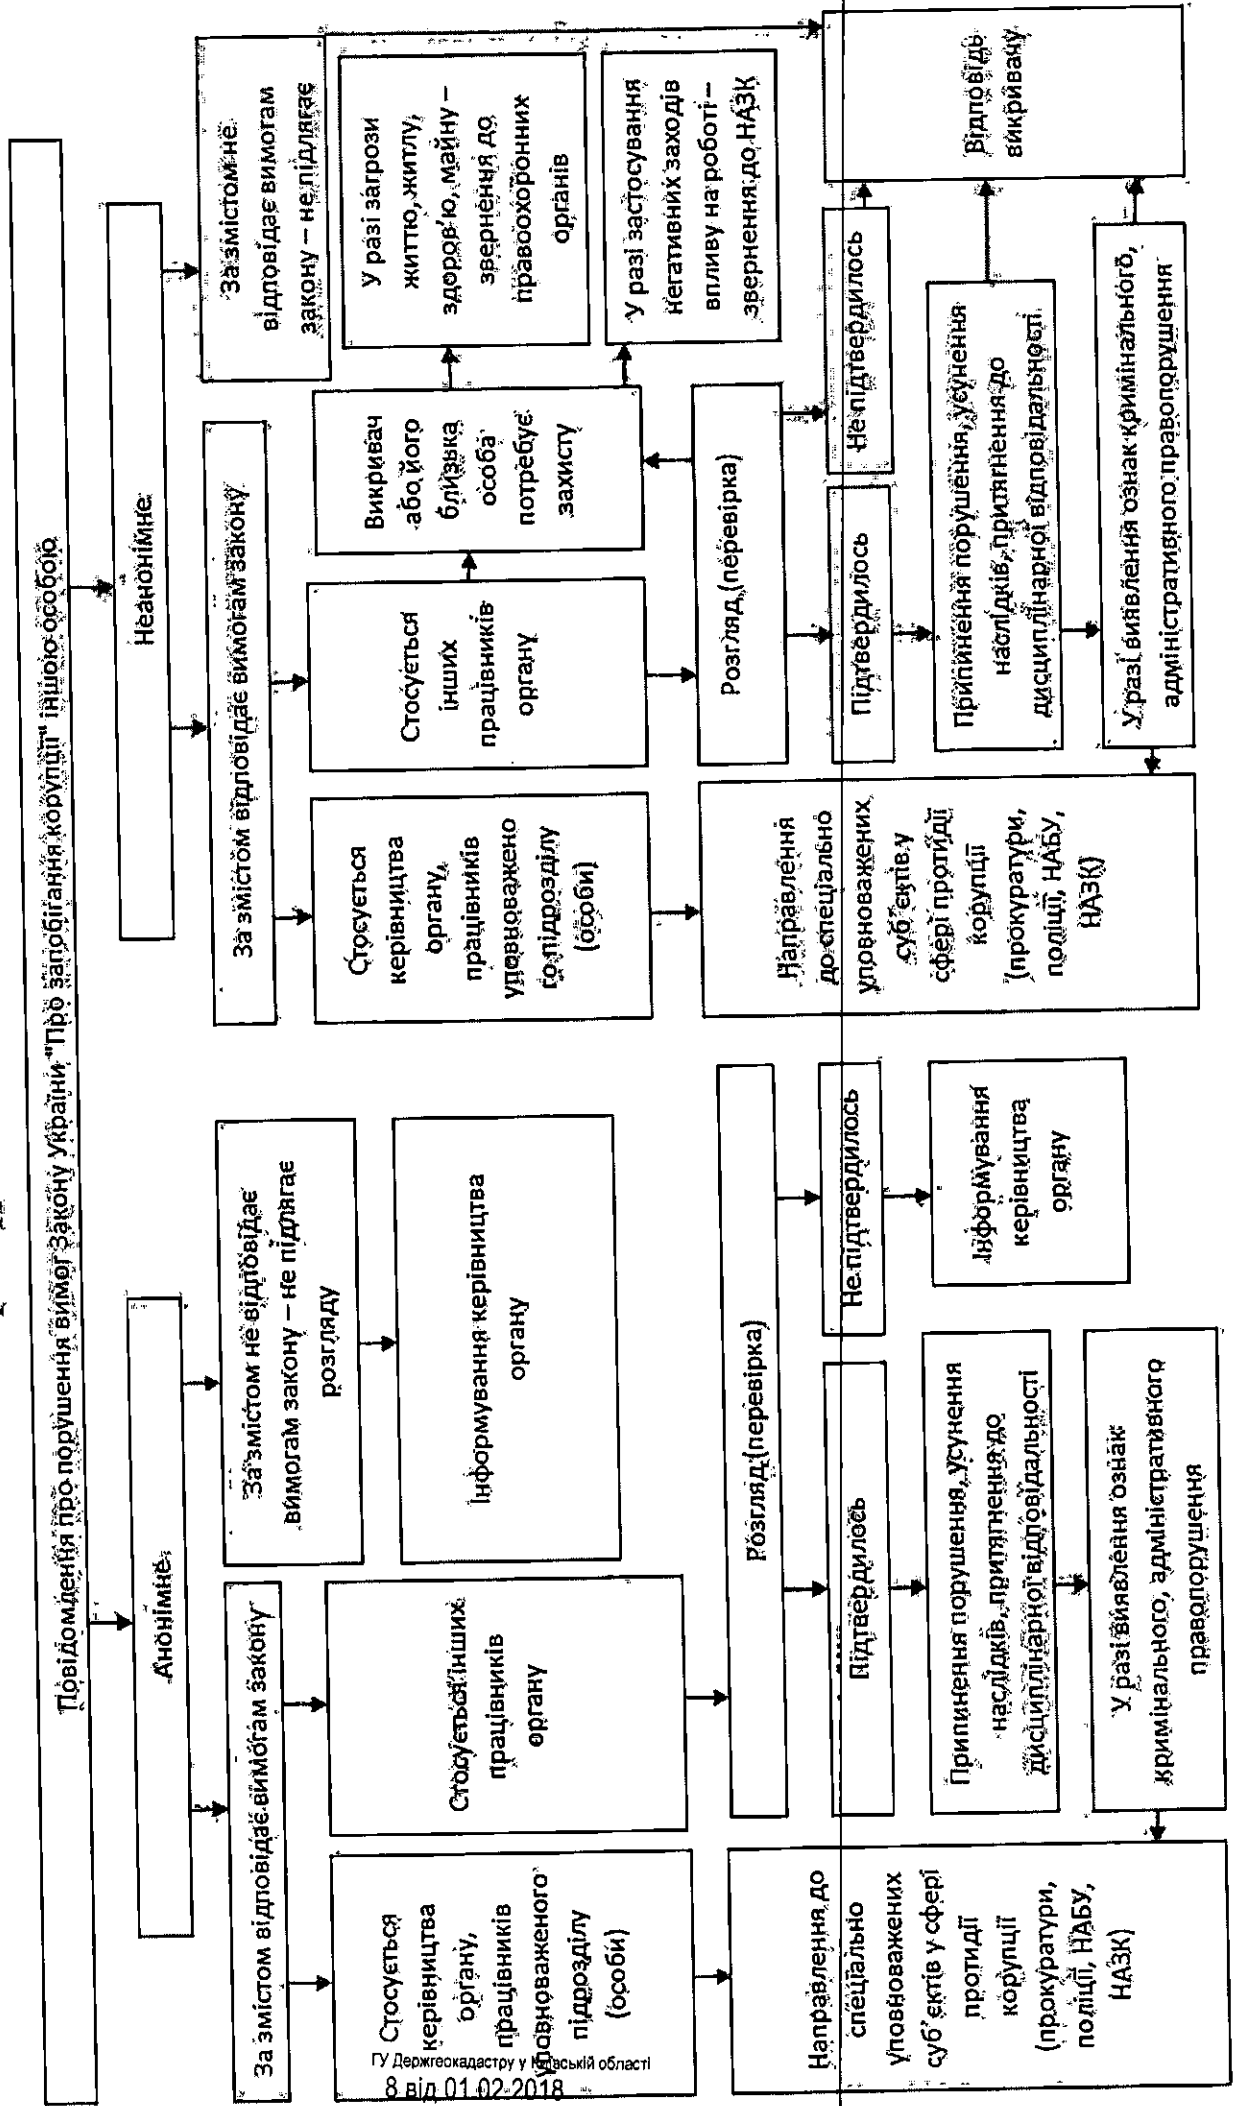 Повідомлення про порушення вимог Закону України "Про запобігання корупції" іншою особою
Анонімне
Неанонімне
За змістом відповідає вимогам закону
За змістом не відповідає
вимогам закону – не підлягає
розгляду
За змістом відповідає вимогам закону
За змістом не
відповідає вимогам
закону – не підлягає
Стосується
керівництва
органу,
працівників
уповноваженого
підрозділу
(особи)
Стосується інших
працівників
органу
Інформування керівництва
органу
Стосується
керівництва
органу,
працівників
уповноважено
го підрозділу
(особи)
Стосується
інших
працівників
органу
Викривач
або його
близька
особа
потребує
захисту
У разі загрози
життю, житлу,
здоров'ю, майну –
звернення до
правоохоронних
органів
У разі застосування
негативних заходів
впливу на роботі –
звернення до НАЗК
Розгляд (перевірка)
Розгляд (перевірка)
Направлення до
спеціально
уповноважених
суб'єктів у сфері
протидії
корупції
(прокуратури,
поліції, НАБУ,
НАЗК)
Підтвердилось
Не підтвердилось
Направлення
до спеціально
уповноважених
суб'єктів у
сфері протидії
корупції
(прокуратури,
поліції, НАБУ,
НАЗК)
Підтвердилось
Не підтвердилось
Відповідь
викривачу
Припинення порушення, усунення
наслідків, притягнення до
дисциплінарної відповідальності
Інформування
керівництва
органу
Припинення порушення, усунення
наслідків, притягнення до
дисциплінарної відповідальності
У разі виявлення ознак
кримінального, адміністративного
правопорушення
У разі виявлення ознак кримінального,
адміністративного правопорушення
ГУ Держгеокадастру у Київській області
8 від 01.02.2018